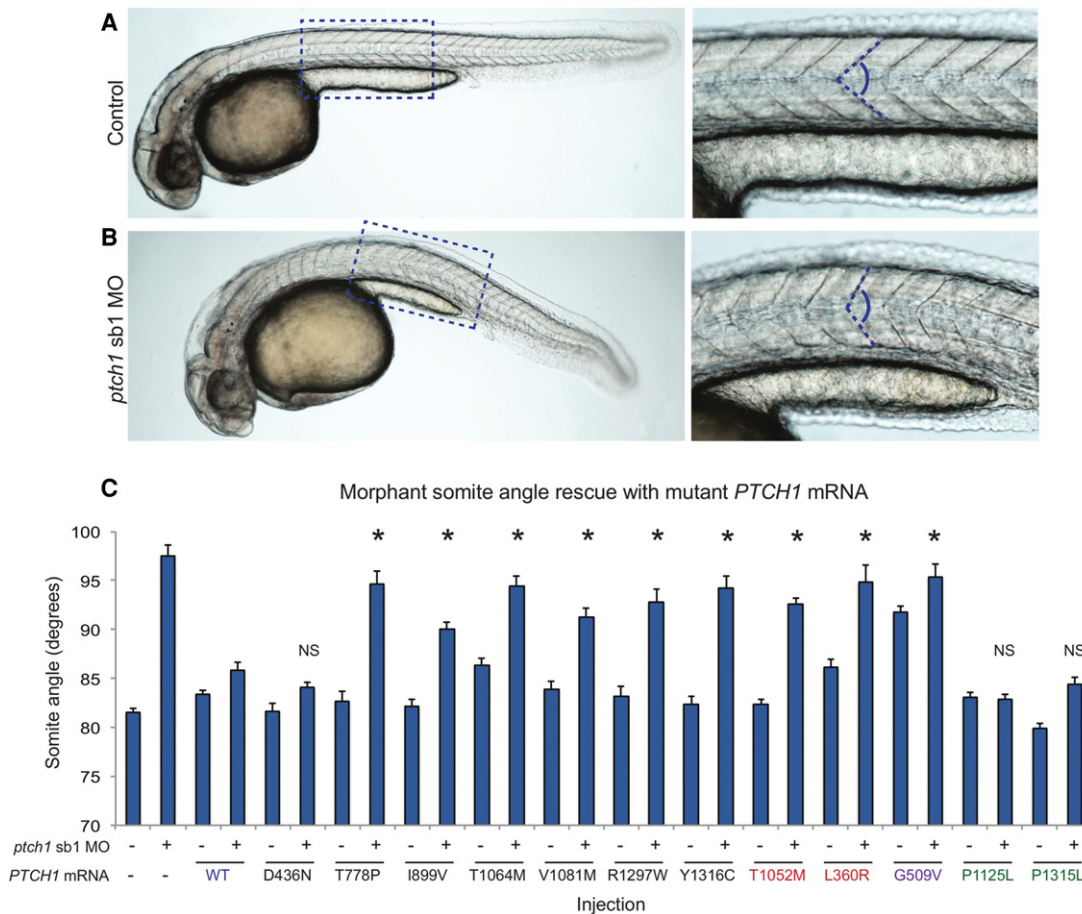 A
Control
B
ptch1 sb1 MO
C
Morphant somite angle rescue with mutant PTCH1 mRNA
Somite angle (degrees)
100
95
90
85
80
75
70
NS * * * * * * * * * NS NS
ptch1 sb1 MO - + - + - + - + - + - + - + - + - + - + - + - + - + - +
PTCH1 mRNA - - WT D436N T778P I899V T1064M V1081M R1297W Y1316C T1052M L360R G509V P1125L P1315L
Injection